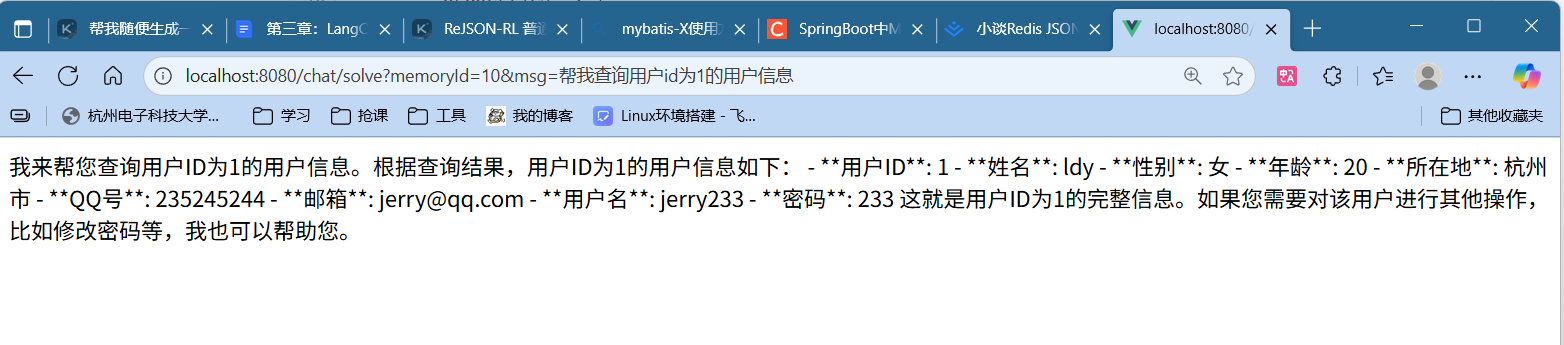 帮我随便生成一
第三章：LangC
ReJSON-RL 普通
mybatis-X使用方
SpringBoot中M
小谈Redis JSON
localhost:8080/
localhost:8080/chat/solve?memoryId=10&msg=帮我查询用户id为1的用户信息
杭州电子科技大学...
学习
抢课
工具
我的博客
Linux环境搭建 - 飞...
其他收藏夹
我来帮您查询用户ID为1的用户信息。根据查询结果，用户ID为1的用户信息如下： - **用户ID**: 1 - **姓名**: ldy - **性别**: 女 - **年龄**: 20 - **所在地**: 杭州
市 - **QQ号**: 235245244 - **邮箱**: jerry@qq.com - **用户名**: jerry233 - **密码**: 233 这就是用户ID为1的完整信息。如果您需要对该用户进行其他操作，
比如修改密码等，我也可以帮助您。